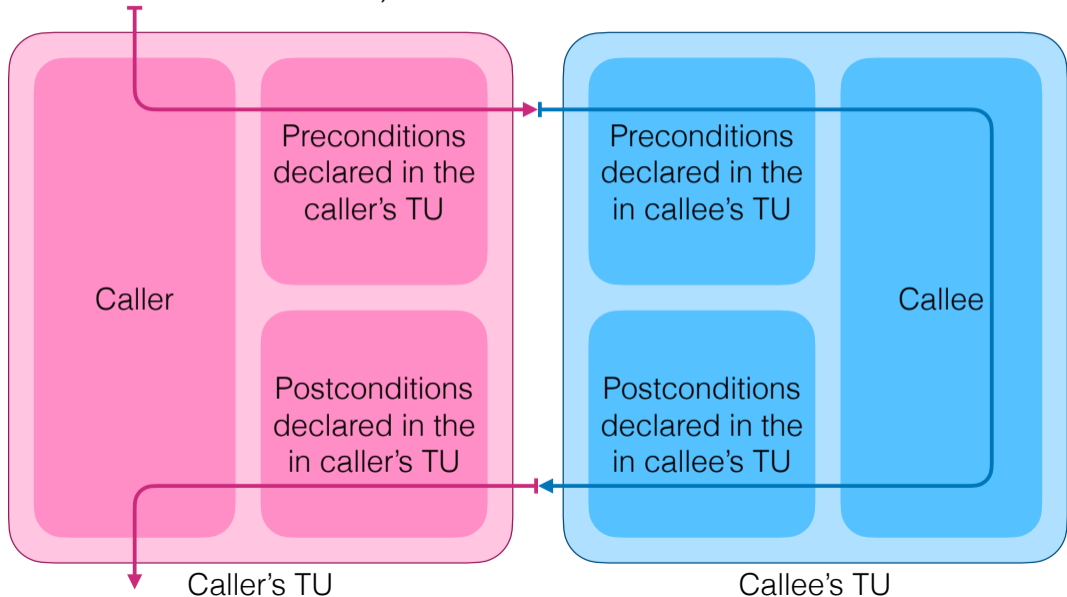 Preconditions
declared in the
caller's TU
Preconditions
declared in the
in callee's TU
Caller
Callee
Postconditions
declared in the
in caller's TU
Postconditions
declared in the
in callee's TU
Caller's TU
Callee's TU